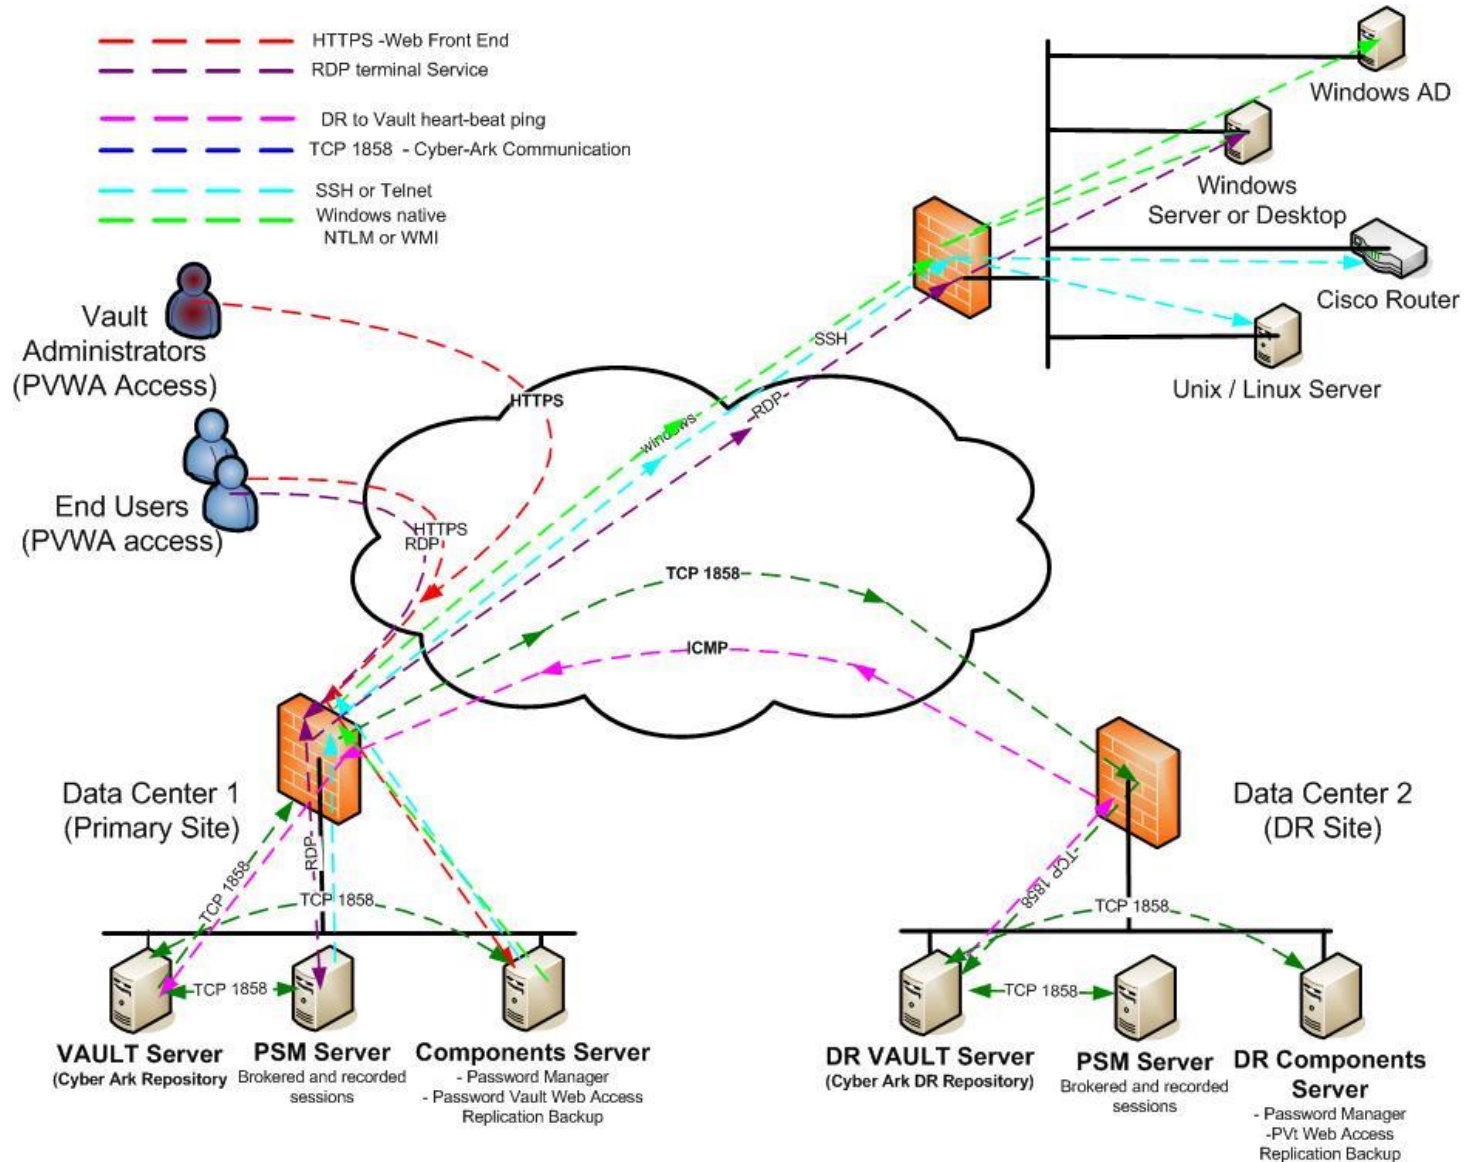 HTTPS -Web Front End
RDP terminal Service
DR to Vault heart-beat ping
TCP 1858 - Cyber-Ark Communication
SSH or Telnet
Windows native
NTLM or WMI
Windows AD
Windows
Server or Desktop
Cisco Router
Unix / Linux Server
Vault
Administrators
(PVWA Access)
End Users
(PVWA access)
HTTPS
HTTPS
RDP
SSH
windows
RDP
TCP 1858
ICMP
Data Center 1
(Primary Site)
Data Center 2
(DR Site)
TCP 1858
RDP
TCP 1858
TCP 1858
TCP 1858
TCP 1858
TCP 1858
VAULT Server
(Cyber Ark Repository
PSM Server
Brokered and recorded
sessions
Components Server
- Password Manager
- Password Vault Web Access
Replication Backup
DR VAULT Server
(Cyber Ark DR Repository)
PSM Server
Brokered and recorded
sessions
DR Components
Server
- Password Manager
-PVt Web Access
Replication Backup